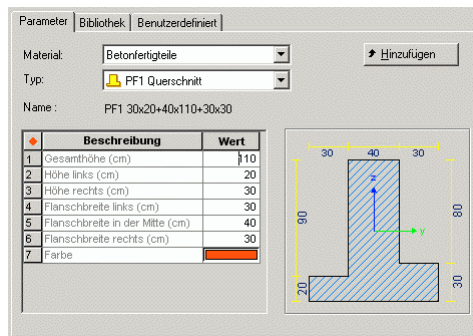 Parameter Bibliothek Benutzerdefiniert
Material: Betonfertigteile Hinzufügen
Typ: PF1 Querschnitt
Name : PF1 30x20+40x110+30x30
Beschreibung Wert
1 Gesamthöhe (cm) 110
2 Höhe links (cm) 20
3 Höhe rechts (cm) 30
4 Flanschbreite links (cm) 30
5 Flanschbreite in der Mitte (cm) 40
6 Flanschbreite rechts (cm) 30
7 Farbe
30 40 30
z
90 80
y
20 30